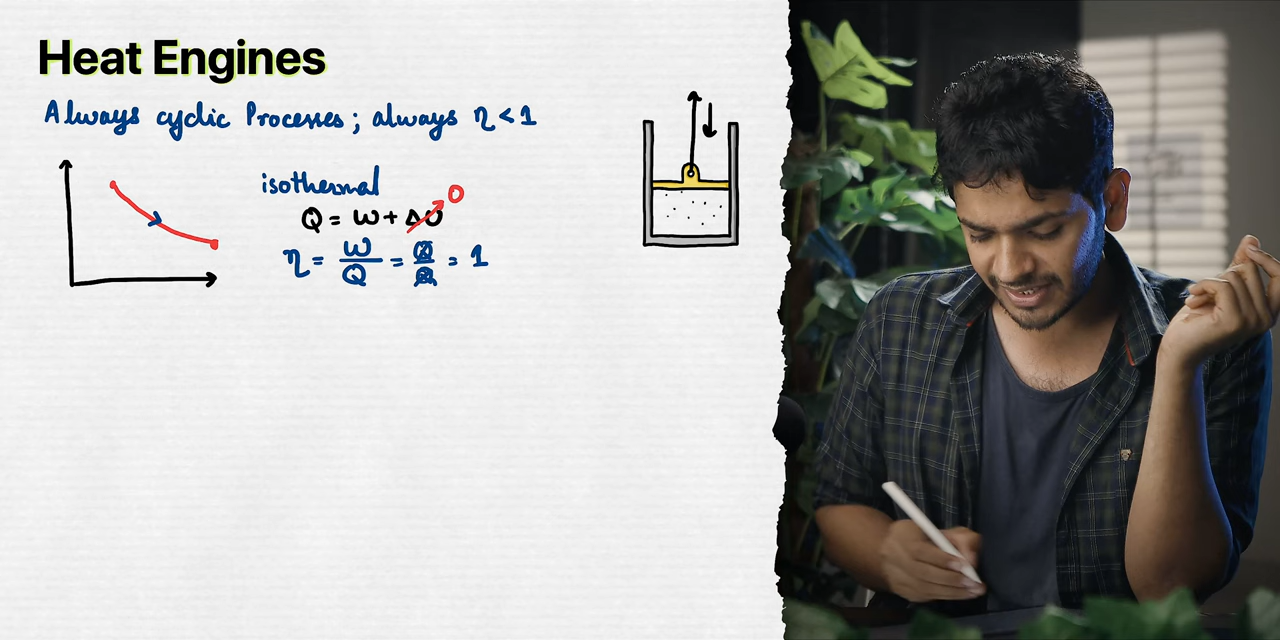 Heat Engines
Always cyclic Processes; always η < 1
isothermal
Q = W + ΔU 0
η = W/Q = Q/Q = 1